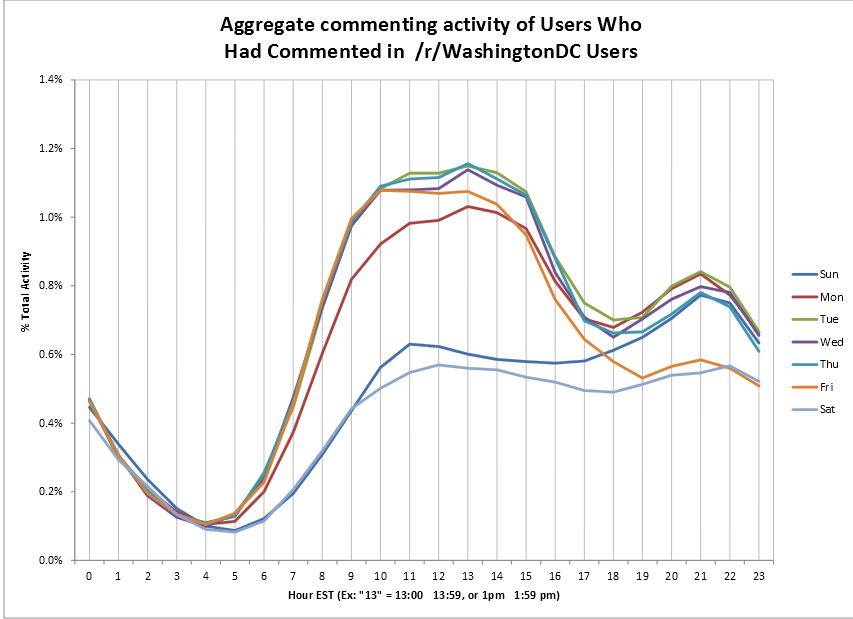 Aggregate commenting activity of Users Who
Had Commented in /r/WashingtonDC Users
1.4%
1.2%
1.0%
0.8%
0.6%
0.4%
0.2%
0.0%
% Total Activity
0 1 2 3 4 5 6 7 8 9 10 11 12 13 14 15 16 17 18 19 20 21 22 23
Hour EST (Ex: "13" = 13:00 13:59, or 1pm 1:59 pm)
Sun
Mon
Tue
Wed
Thu
Fri
Sat